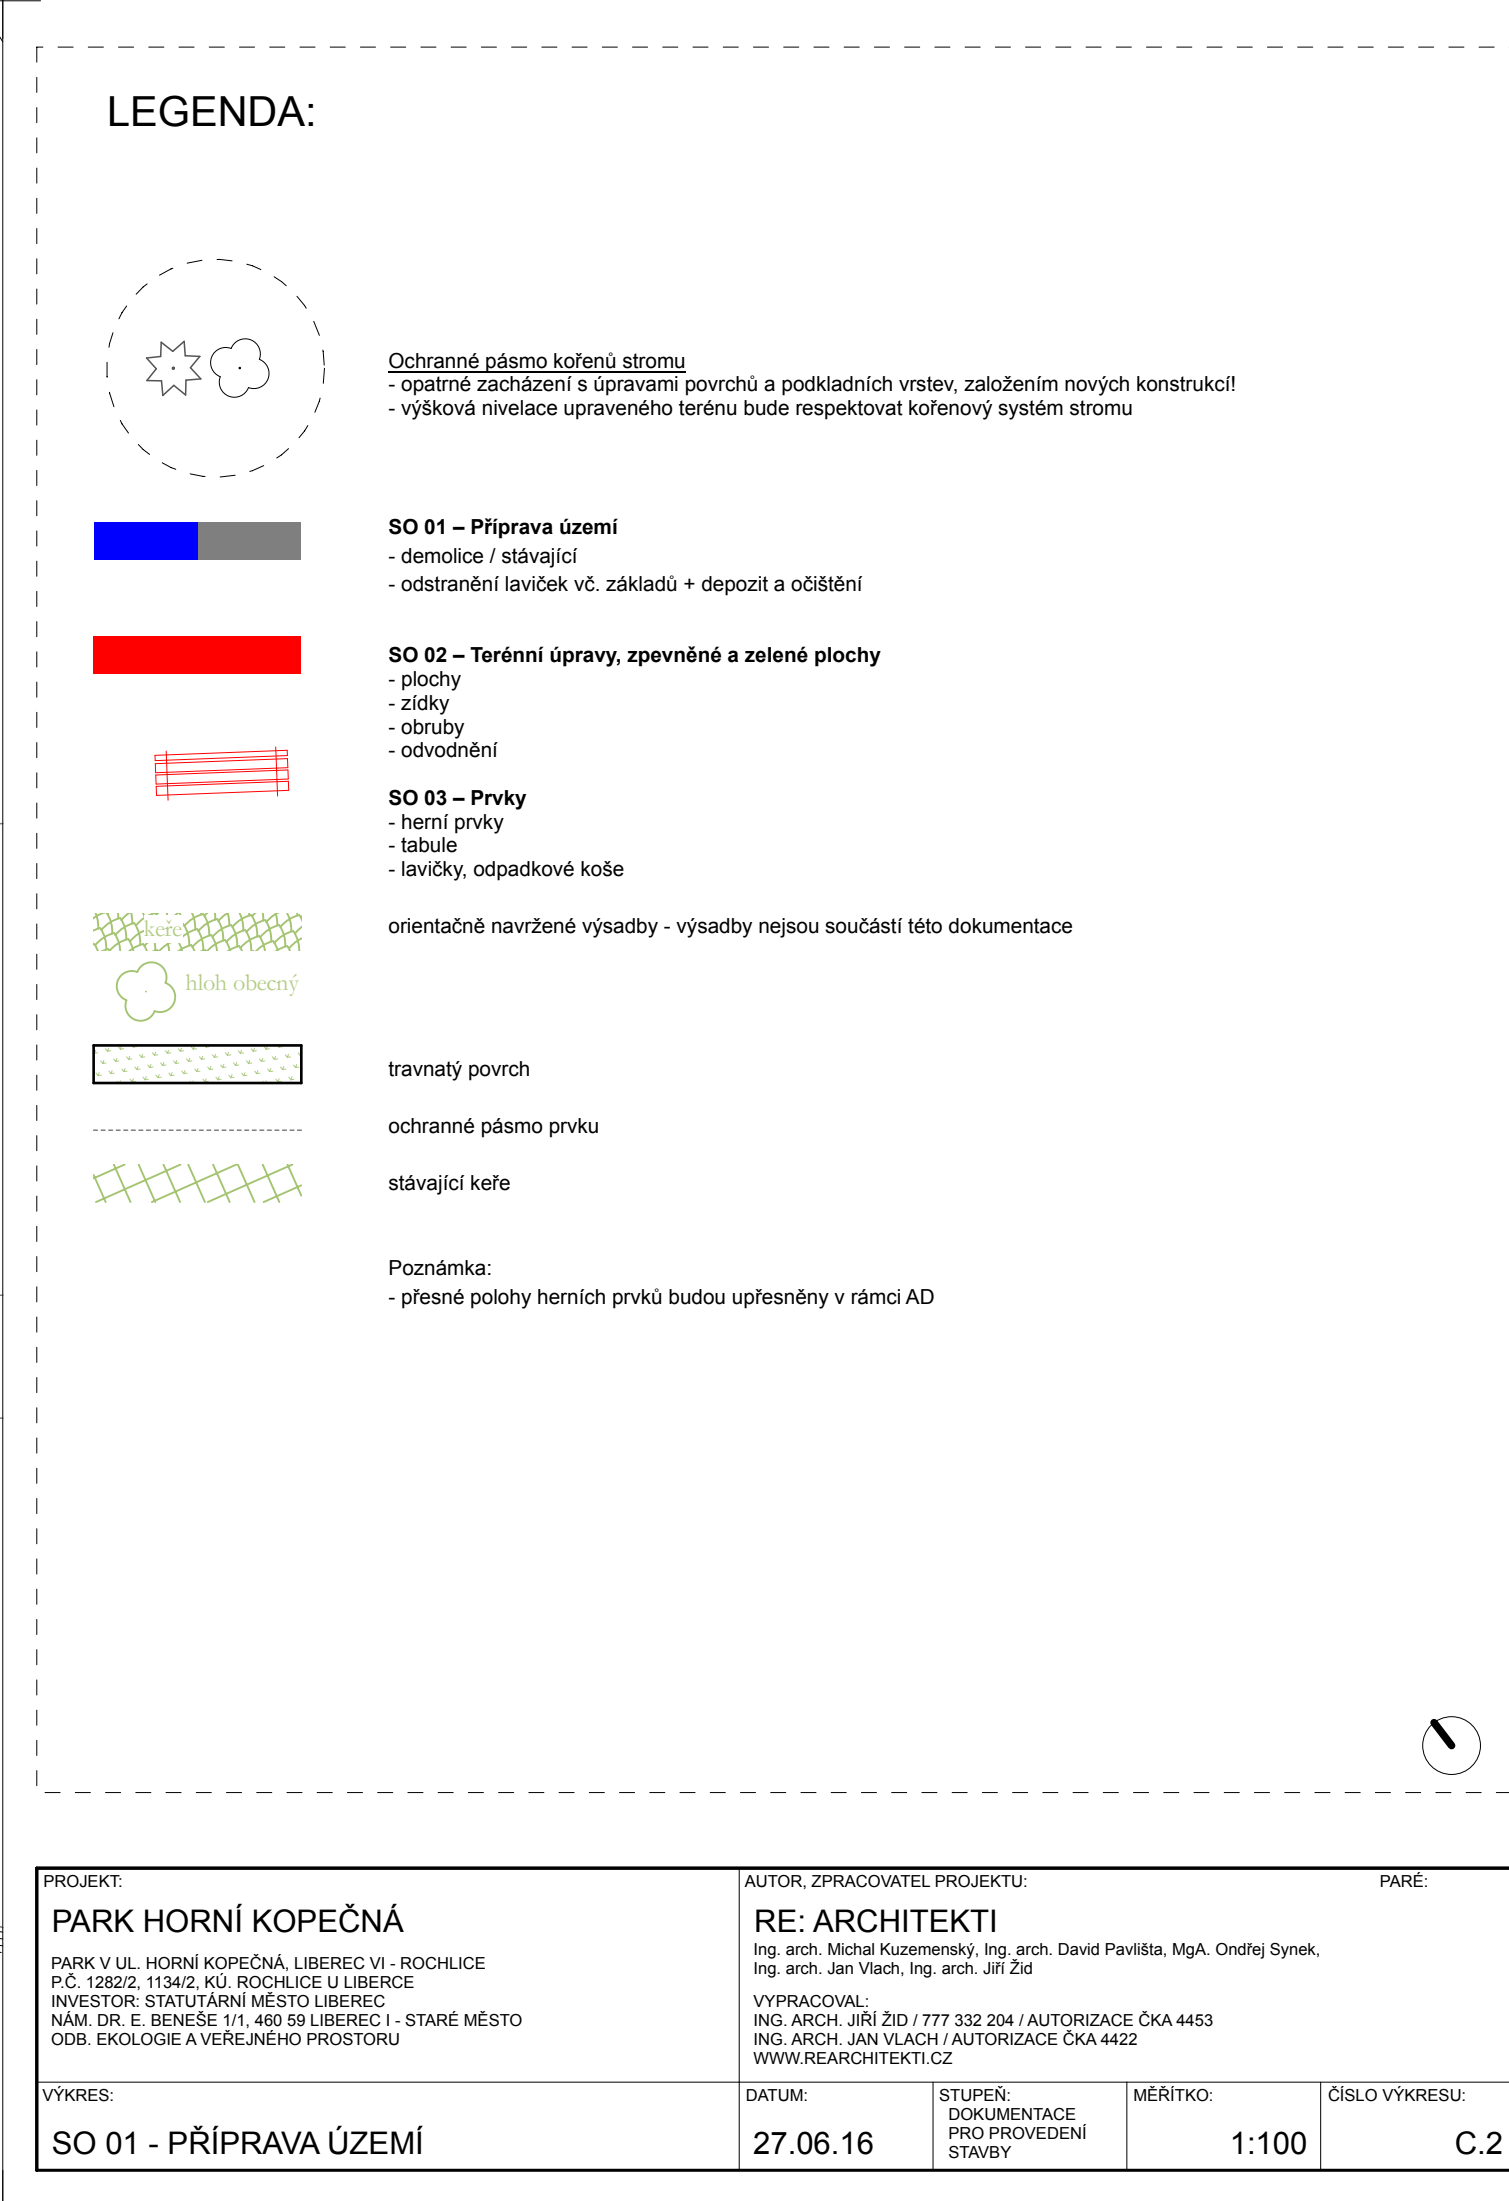 LEGENDA:
Ochranné pásmo kořenů stromu
- opatrné zacházení s úpravami povrchů a podkladních vrstev, založením nových konstrukcí!
- výšková nivelace upraveného terénu bude respektovat kořenový systém stromu
SO 01 – Příprava území
- demolice / stávající
- odstranění laviček vč. základů + depozit a očištění
SO 02 – Terénní úpravy, zpevněné a zelené plochy
- plochy
- zídky
- obruby
- odvodnění
SO 03 – Prvky
- herní prvky
- tabule
- lavičky, odpadkové koše
keře
orientačně navržené výsadby - výsadby nejsou součástí této dokumentace
hloh obecný
travnatý povrch
ochranné pásmo prvku
stávající keře
Poznámka:
- přesné polohy herních prvků budou upřesněny v rámci AD
PROJEKT:
PARK HORNÍ KOPEČNÁ
PARK V UL. HORNÍ KOPEČNÁ, LIBEREC VI - ROCHLICE
P.Č. 1282/2, 1134/2, KÚ. ROCHLICE U LIBERCE
INVESTOR: STATUTÁRNÍ MĚSTO LIBEREC
NÁM. DR. E. BENEŠE 1/1, 460 59 LIBEREC I - STARÉ MĚSTO
ODB. EKOLOGIE A VEŘEJNÉHO PROSTORU
AUTOR, ZPRACOVATEL PROJEKTU:
PARÉ:
RE: ARCHITEKTI
Ing. arch. Michal Kuzemenský, Ing. arch. David Pavlišta, MgA. Ondřej Synek,
Ing. arch. Jan Vlach, Ing. arch. Jiří Žid
VYPRACOVAL:
ING. ARCH. JIŘÍ ŽID / 777 332 204 / AUTORIZACE ČKA 4453
ING. ARCH. JAN VLACH / AUTORIZACE ČKA 4422
WWW.REARCHITEKTI.CZ
VÝKRES:
SO 01 - PŘÍPRAVA ÚZEMÍ
DATUM:
27.06.16
STUPEŇ:
DOKUMENTACE
PRO PROVEDENÍ
STAVBY
MĚŘÍTKO:
1:100
ČÍSLO VÝKRESU:
C.2